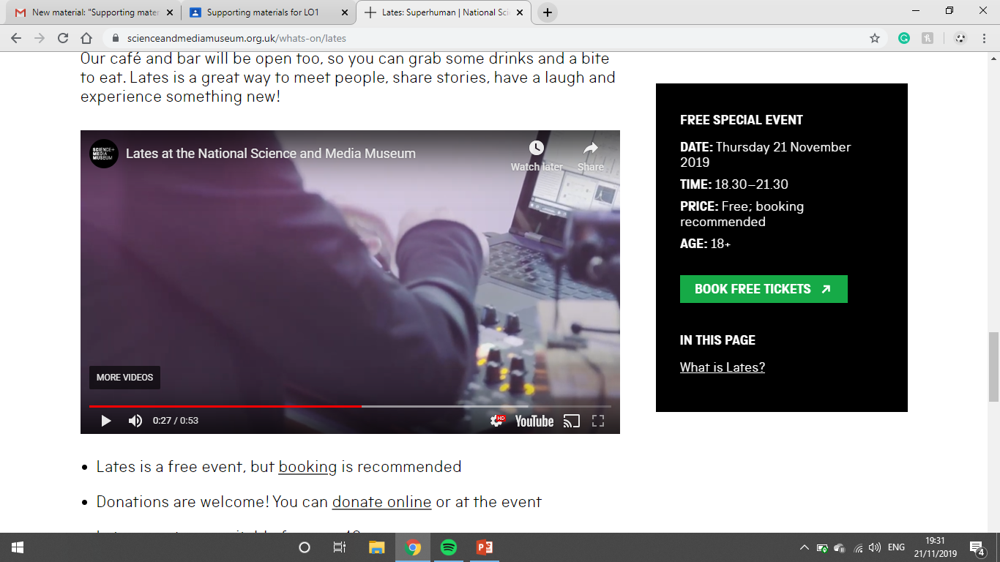 New material: "Supporting mater
Supporting materials for LO1
Lates: Superhuman | National Sci
scienceandmediamuseum.org.uk/whats-on/lates
Our café and bar will be open too, so you can grab some drinks and a bite
to eat. Lates is a great way to meet people, share stories, have a laugh and
experience something new!
SCIENCE+
MEDIA
MUSEUM
Lates at the National Science and Media Museum
Watch later
Share
MORE VIDEOS
0:27 / 0:53
HD
YouTube
FREE SPECIAL EVENT
DATE: Thursday 21 November
2019
TIME: 18.30–21.30
PRICE: Free; booking
recommended
AGE: 18+
BOOK FREE TICKETS
IN THIS PAGE
What is Lates?
• Lates is a free event, but booking is recommended
• Donations are welcome! You can donate online or at the event
ENG
19:31
21/11/2019
4